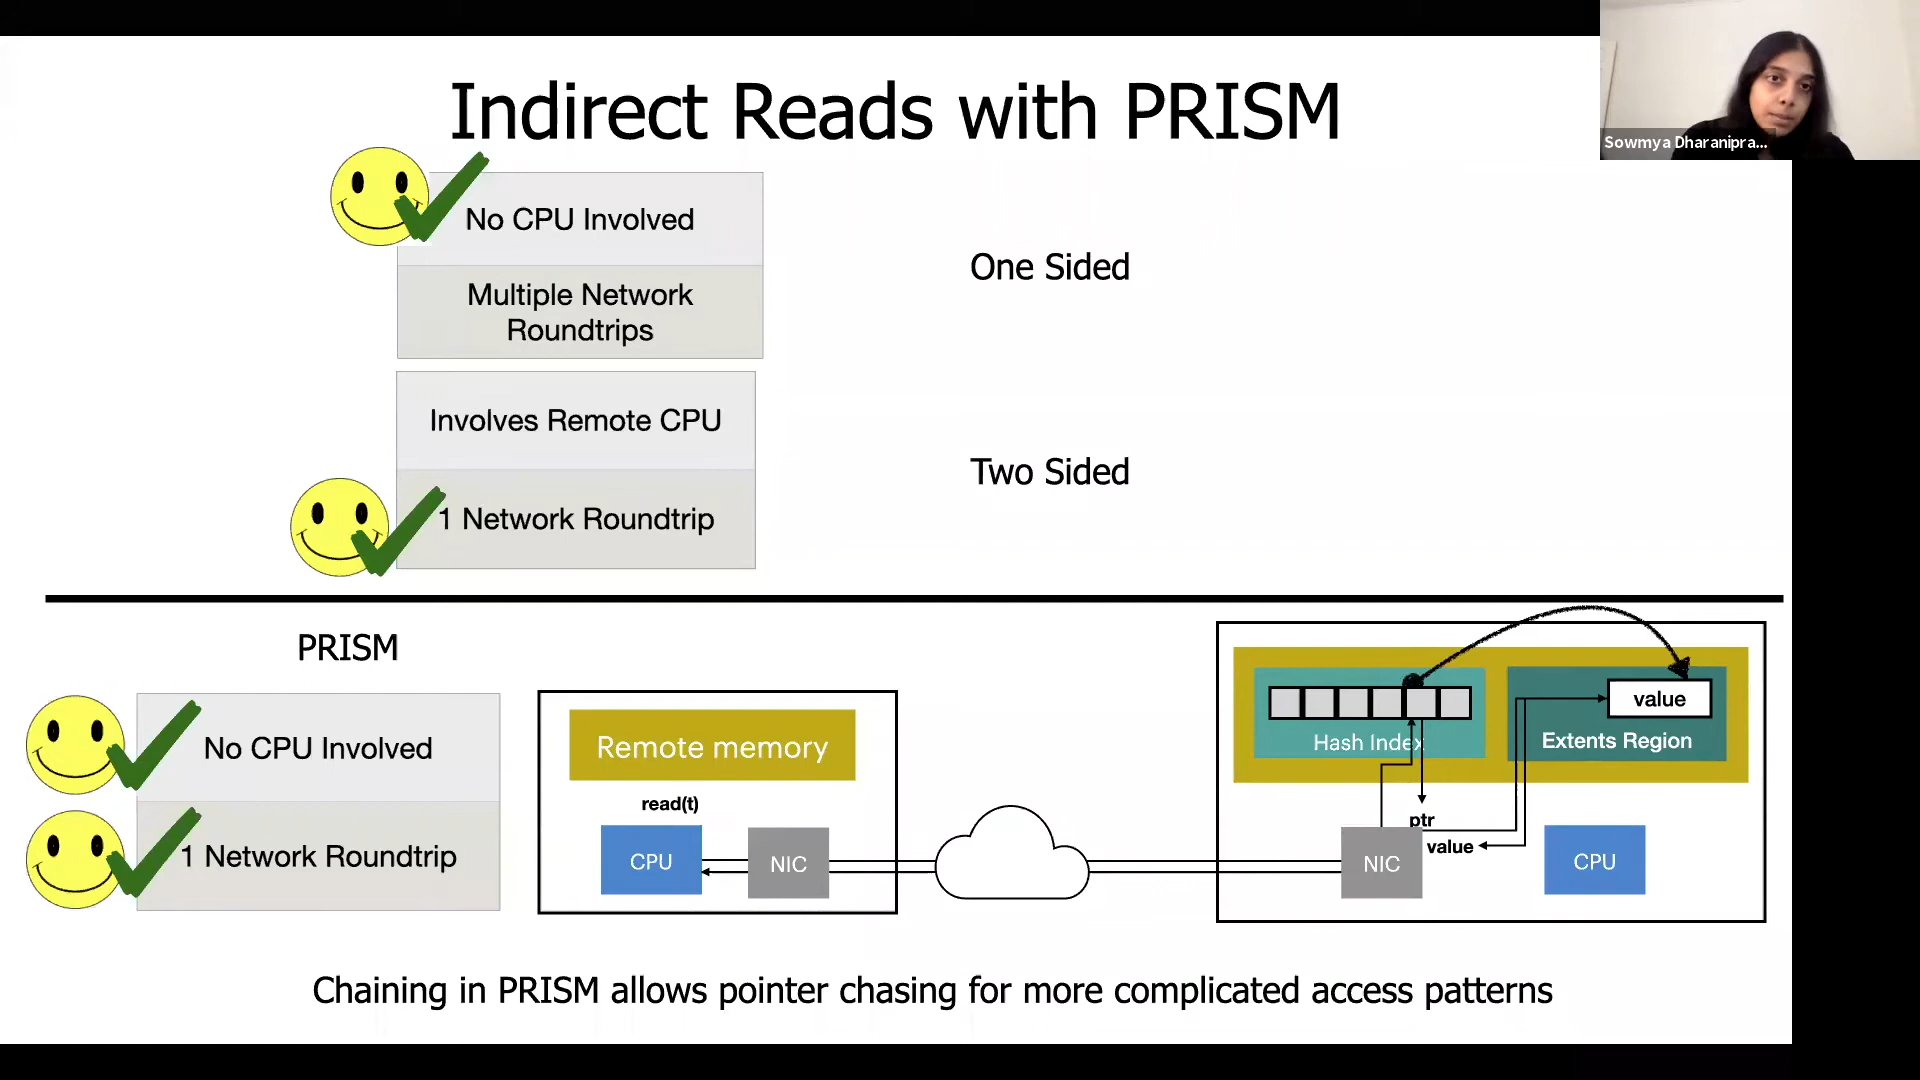 Indirect Reads with PRISM
Sowmya Dharanipra...
No CPU Involved
Multiple Network
Roundtrips
One Sided
Involves Remote CPU
1 Network Roundtrip
Two Sided
PRISM
No CPU Involved
1 Network Roundtrip
Remote memory
read(t)
CPU
NIC
Hash Index
value
Extents Region
ptr
value
NIC
CPU
Chaining in PRISM allows pointer chasing for more complicated access patterns